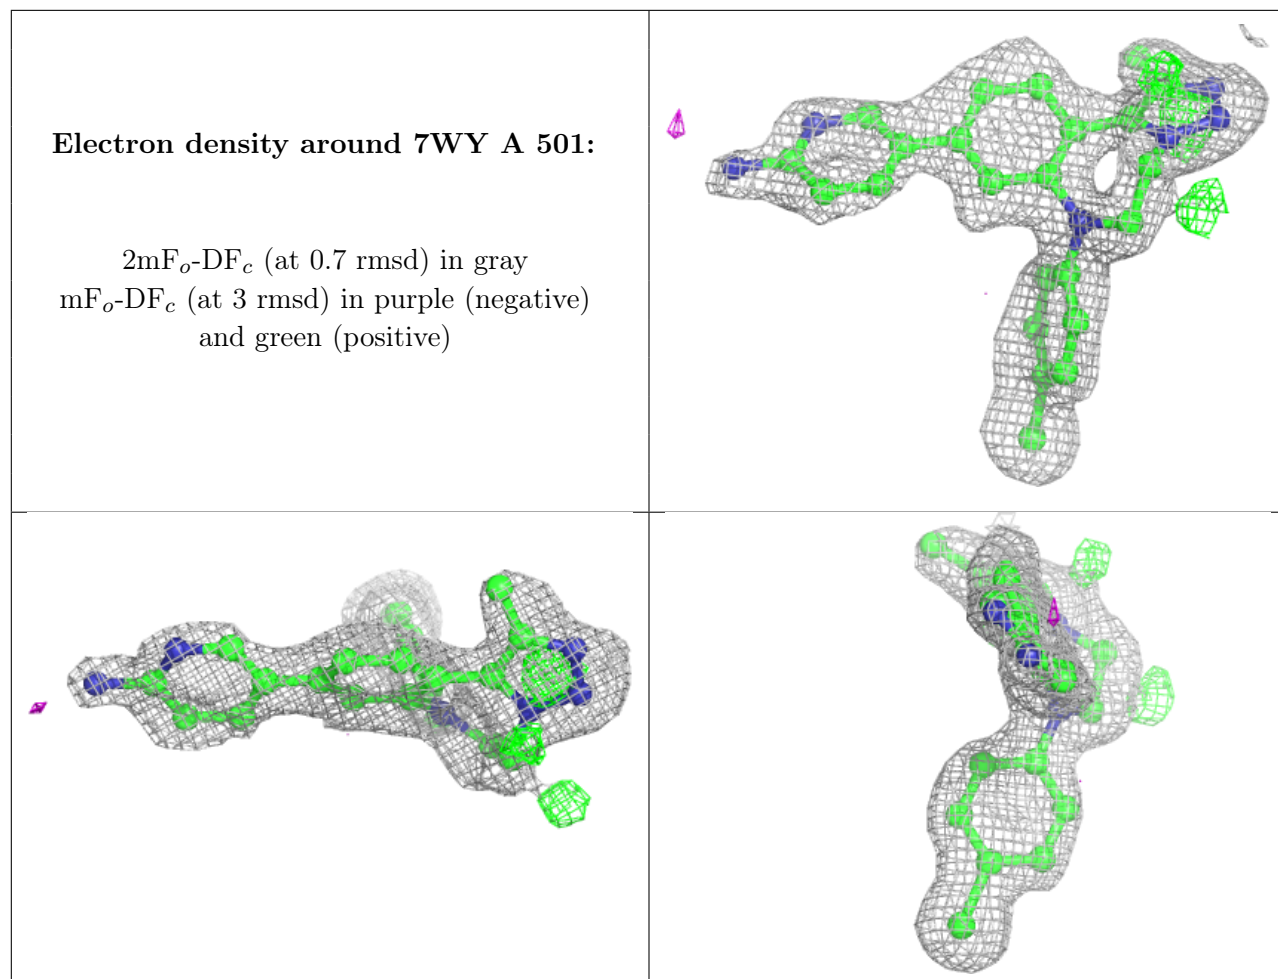 Electron density around 7WY A 501:
2mFₒ-DF𝒸 (at 0.7 rmsd) in gray
mFₒ-DF𝒸 (at 3 rmsd) in purple (negative)
and green (positive)